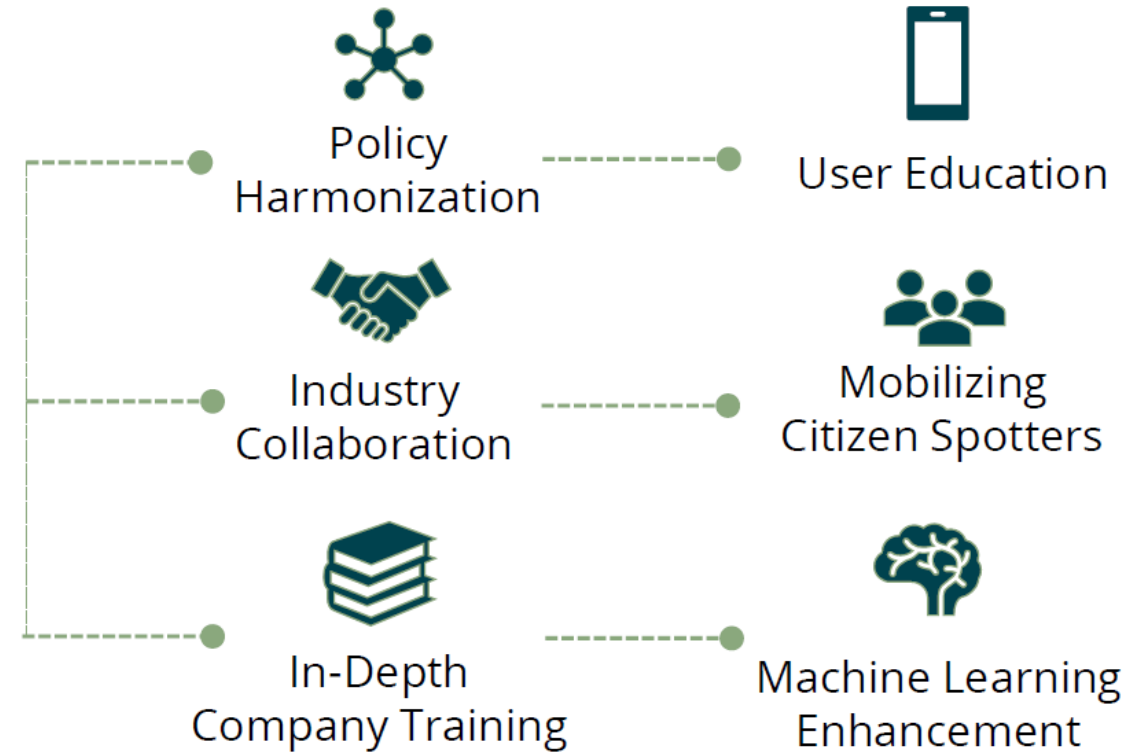 Policy
Harmonization
User Education
Industry
Collaboration
Mobilizing
Citizen Spotters
In-Depth
Company Training
Machine Learning
Enhancement